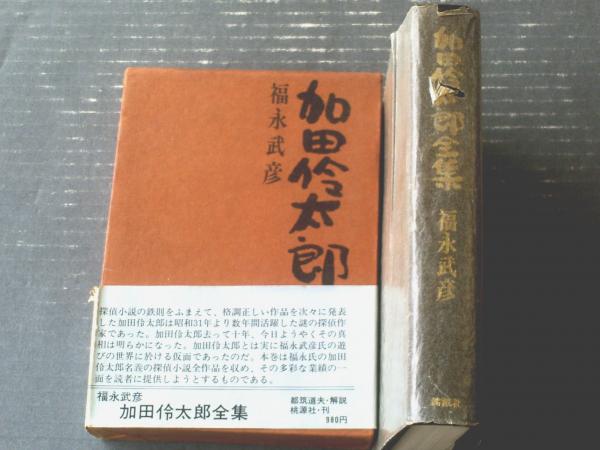 加田伶太郎
福永武彦
探偵小説の鉄則をふまえて、格調正しい作品を次々に発表
した加田伶太郎は昭和31年より数年間活躍した謎の探偵作
家であった。加田伶太郎去って十年、今日ようやくその真
相は明らかになった。加田伶太郎とは実に福永武彦氏の遊
びの世界に於ける仮面であったのだ。本巻は福永氏の加田
伶太郎名義の探偵小説全作品を収め、その多彩な業績の一
面を読者に提供しようとするものである。
福永武彦
加田伶太郎全集
都筑道夫・解説
桃源社・刊
980円
加田伶太郎全集
福永武彦
桃源社